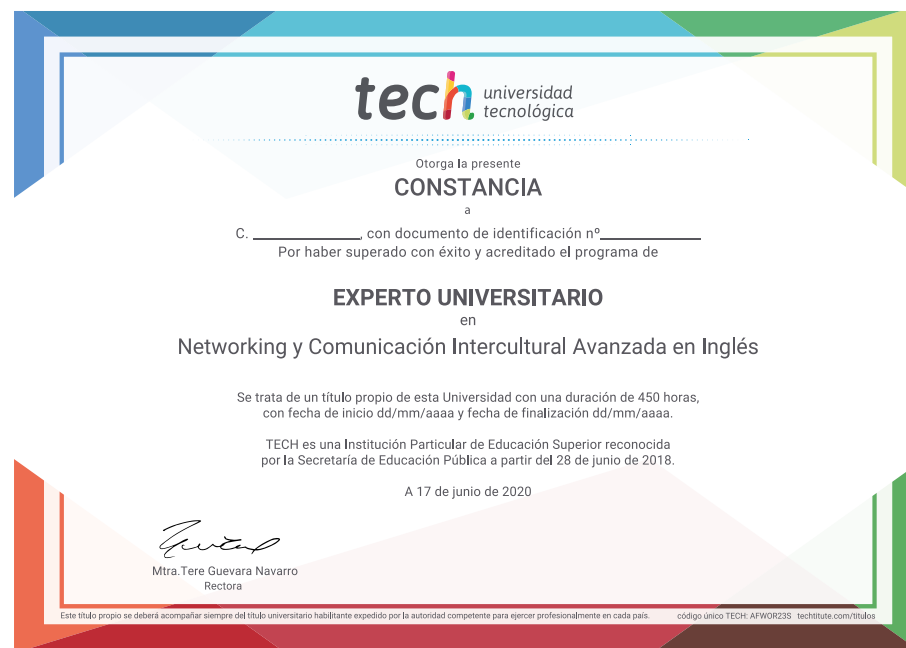 tech universidad
tecnológica
Otorga la presente
CONSTANCIA
a
C. ______________, con documento de identificación nº_____________
Por haber superado con éxito y acreditado el programa de
EXPERTO UNIVERSITARIO
en
Networking y Comunicación Intercultural Avanzada en Inglés
Se trata de un título propio de esta Universidad con una duración de 450 horas,
con fecha de inicio dd/mm/aaaa y fecha de finalización dd/mm/aaaa.
TECH es una Institución Particular de Educación Superior reconocida
por la Secretaría de Educación Pública a partir del 28 de junio de 2018.
A 17 de junio de 2020
Mtra.Tere Guevara Navarro
Rectora
Este título propio se deberá acompañar siempre del título universitario habilitante expedido por la autoridad competente para ejercer profesionalmente en cada país. código único TECH: AFWOR23S techtitute.com/titulos